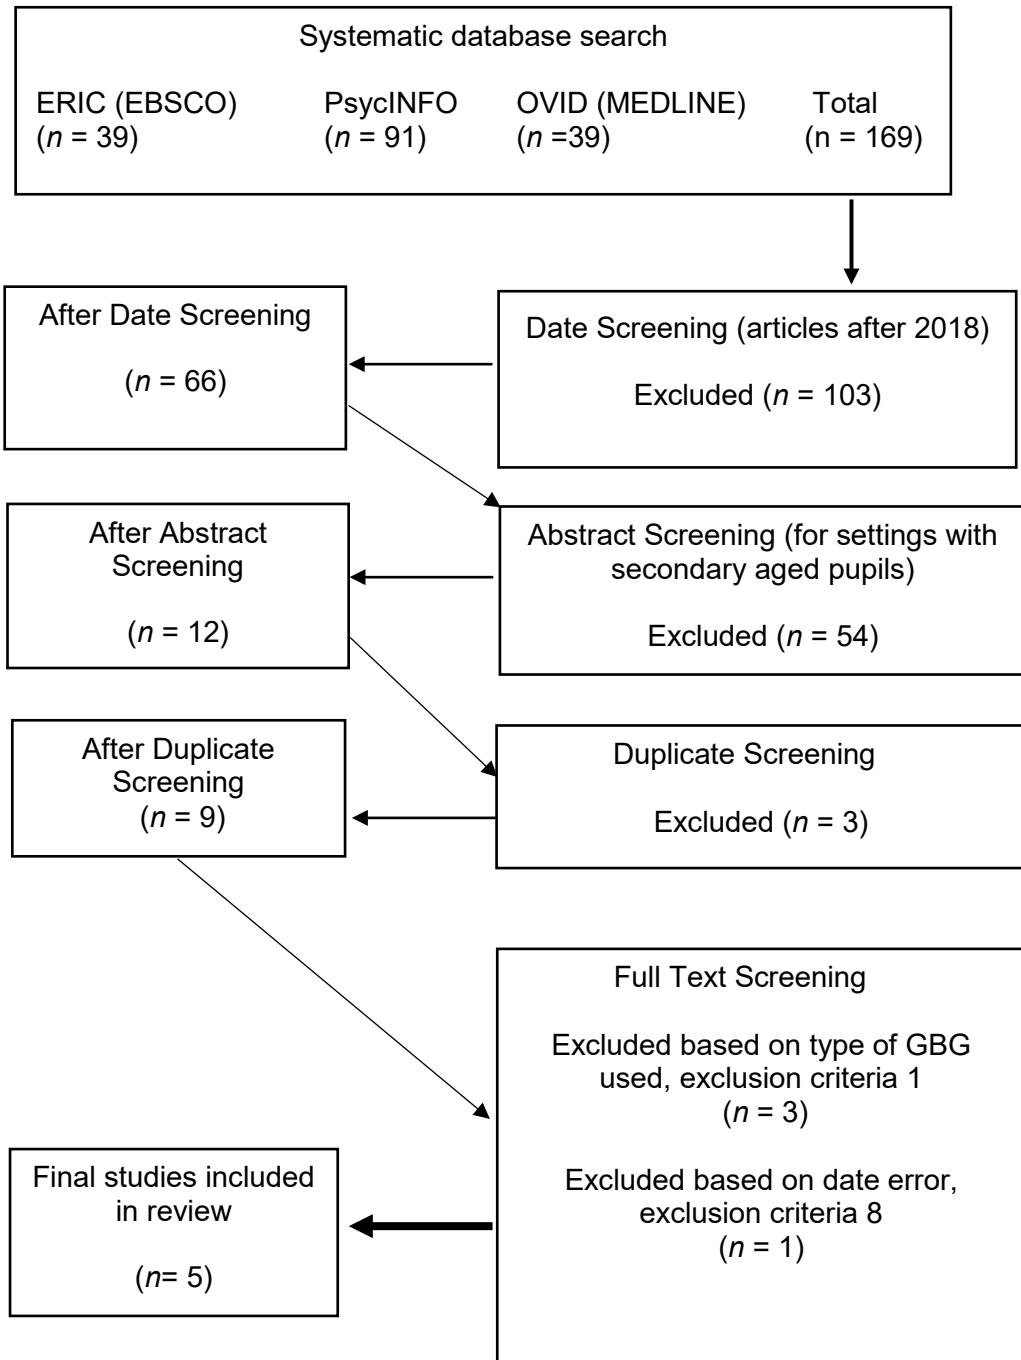 Systematic database search
ERIC (EBSCO) PsycINFO OVID (MEDLINE) Total
(n = 39) (n = 91) (n =39) (n = 169)
Date Screening (articles after 2018)
Excluded (n = 103)
After Date Screening
(n = 66)
Abstract Screening (for settings with
secondary aged pupils)
Excluded (n = 54)
After Abstract
Screening
(n = 12)
Duplicate Screening
Excluded (n = 3)
After Duplicate
Screening
(n = 9)
Full Text Screening
Excluded based on type of GBG
used, exclusion criteria 1
(n = 3)
Excluded based on date error,
exclusion criteria 8
(n = 1)
Final studies included
in review
(n= 5)